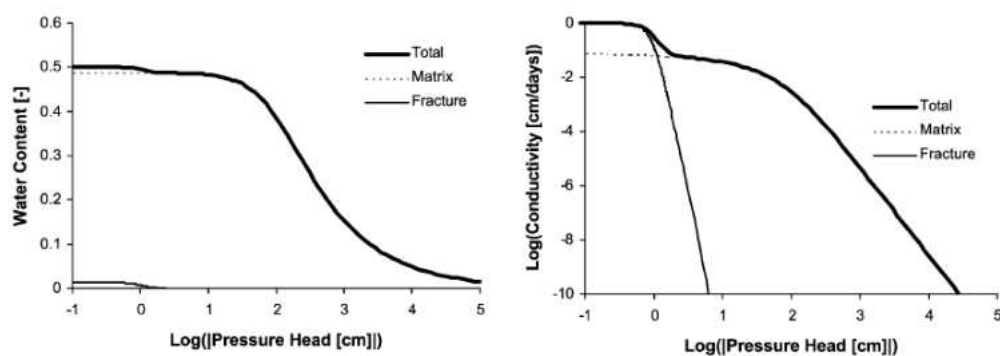 0.6
0.5
0.4
0.3
0.2
0.1
0
-1
0
1
2
3
4
5
Water Content [-]
Log(|Pressure Head [cm]|)
Total
Matrix
Fracture
0
-2
-4
-6
-8
-10
-1
0
1
2
3
4
5
Log(Conductivity [cm/days])
Log(|Pressure Head [cm]|)
Total
Matrix
Fracture